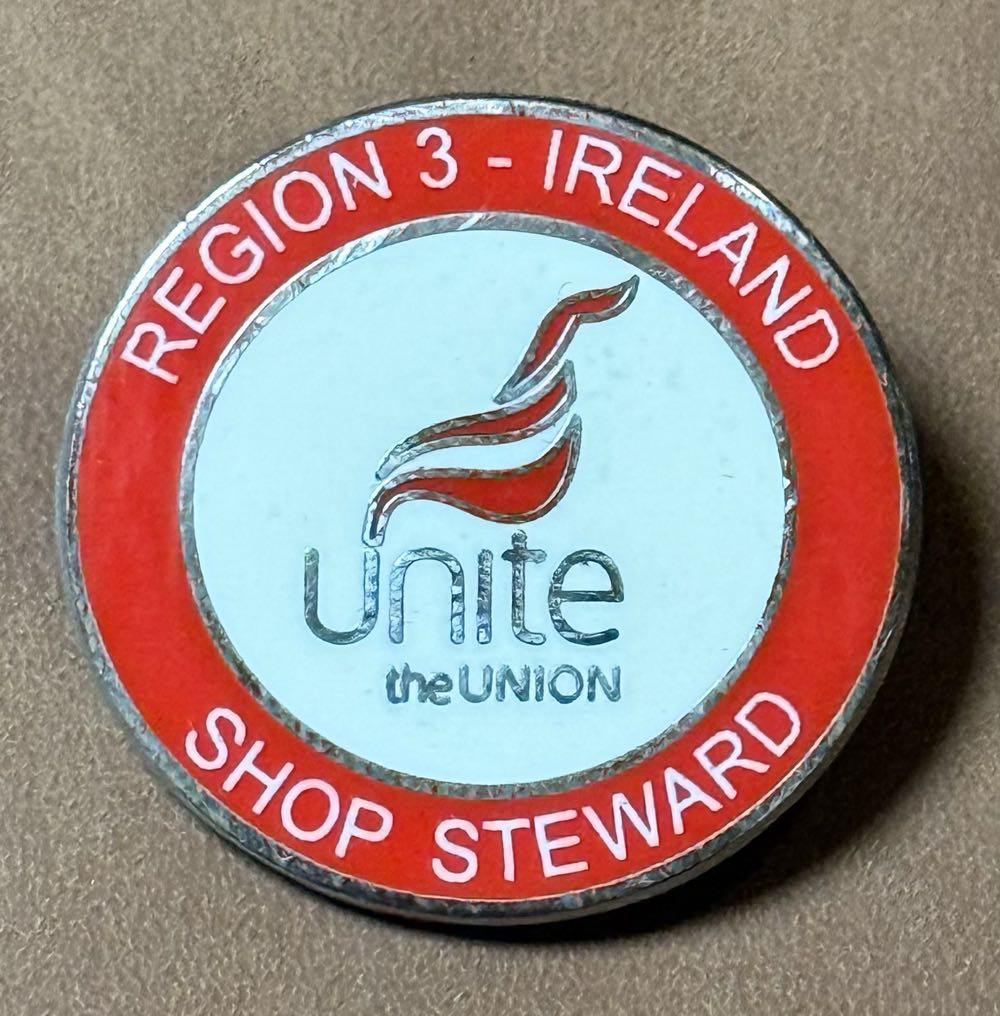 REGION 3 - IRELAND
unite
the UNION
SHOP STEWARD